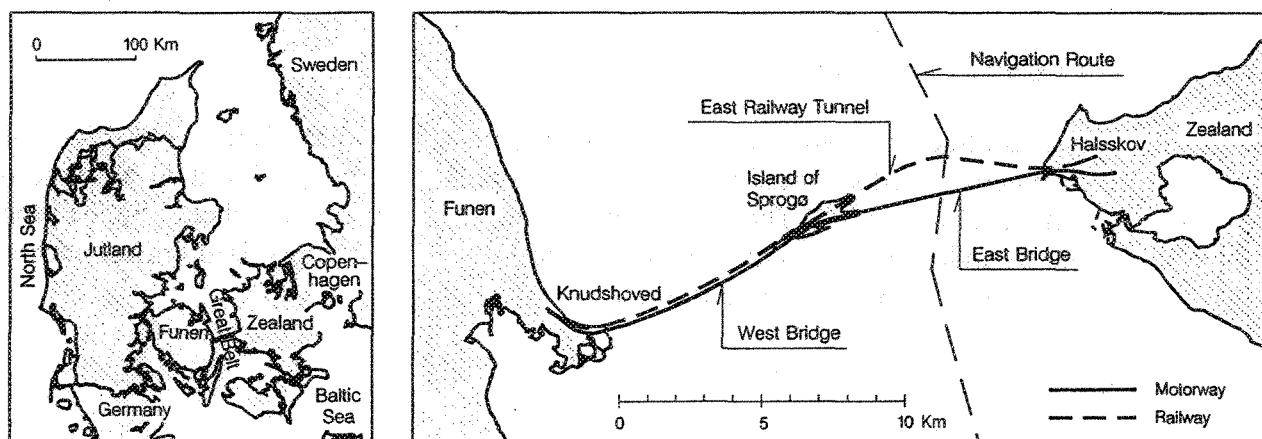 0 100 Km
Sweden
North Sea
Jutland
Copen-
hagen
Great Belt
Funen
Zealand
Germany
Baltic
Sea
Navigation Route
East Railway Tunnel
Zealand
Halsskov
Island of
Sprogø
Funen
East Bridge
Knudshoved
West Bridge
0 5 10 Km
Motorway
Railway